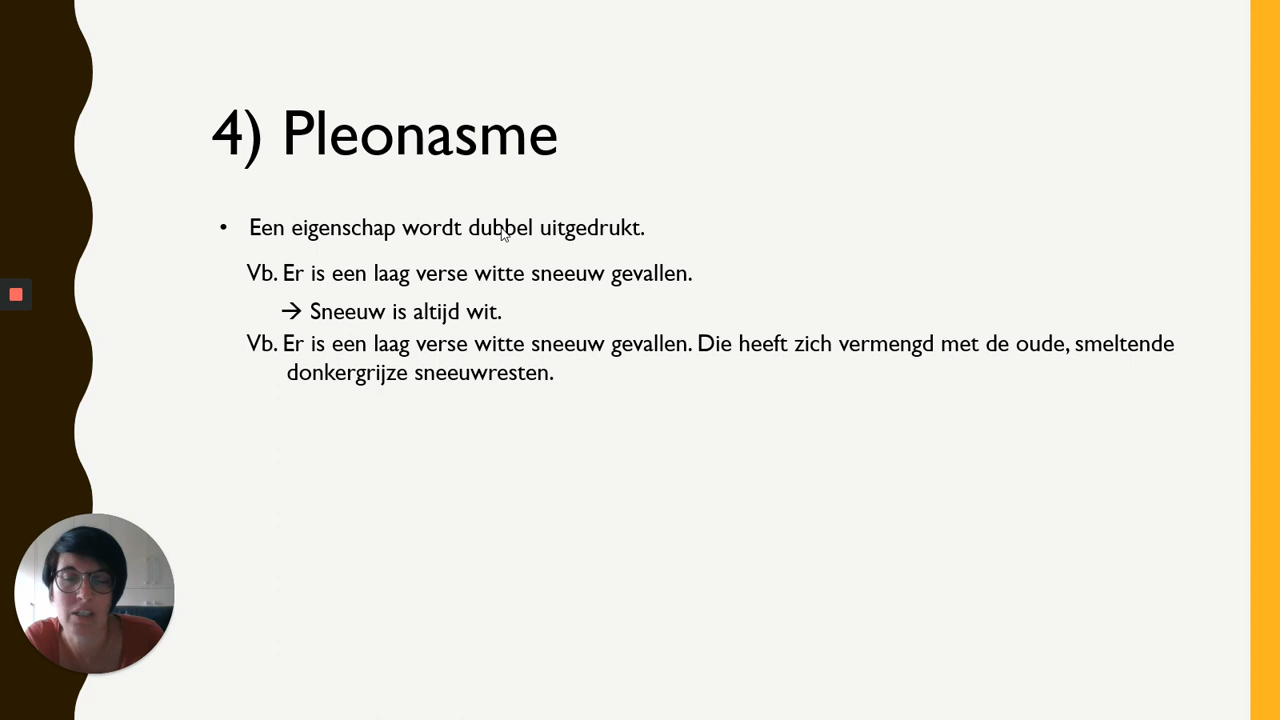 4) Pleonasme
• Een eigenschap wordt dubbel uitgedrukt.
Vb. Er is een laag verse witte sneeuw gevallen.
→ Sneeuw is altijd wit.
Vb. Er is een laag verse witte sneeuw gevallen. Die heeft zich vermengd met de oude, smeltende
donkergrijze sneeuwresten.